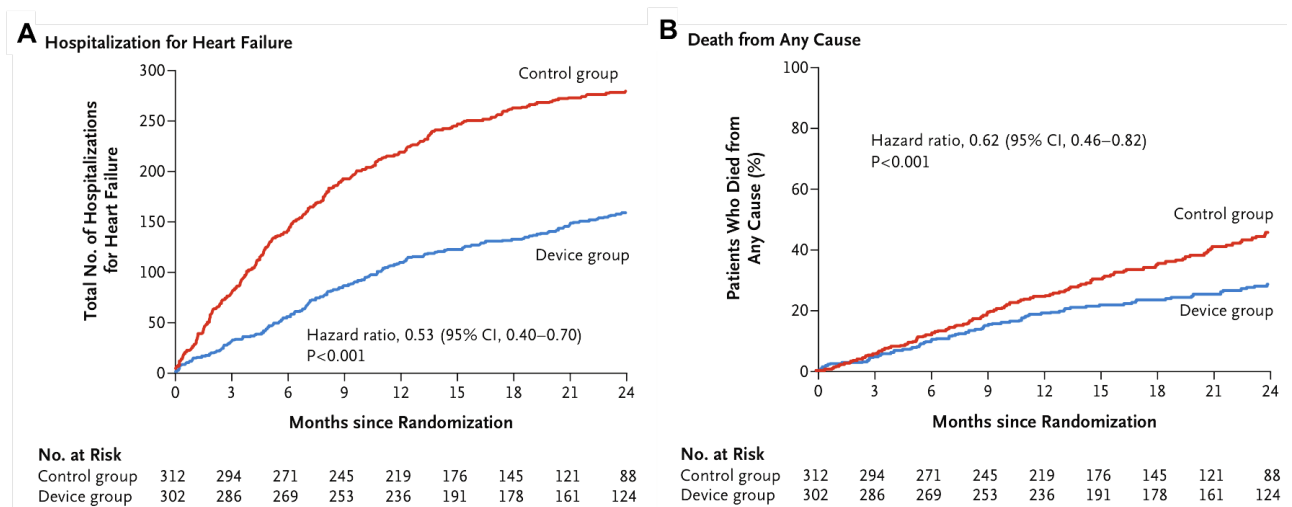 A Hospitalization for Heart Failure
Total No. of Hospitalizations
for Heart Failure
300
250
200
150
100
50
0
Control group
Device group
Hazard ratio, 0.53 (95% CI, 0.40–0.70)
P<0.001
0 3 6 9 12 15 18 21 24
Months since Randomization
No. at Risk
Control group 312 294 271 245 219 176 145 121 88
Device group 302 286 269 253 236 191 178 161 124
B Death from Any Cause
Patients Who Died from
Any Cause (%)
100
80
60
40
20
0
Hazard ratio, 0.62 (95% CI, 0.46–0.82)
P<0.001
Control group
Device group
0 3 6 9 12 15 18 21 24
Months since Randomization
No. at Risk
Control group 312 294 271 245 219 176 145 121 88
Device group 302 286 269 253 236 191 178 161 124